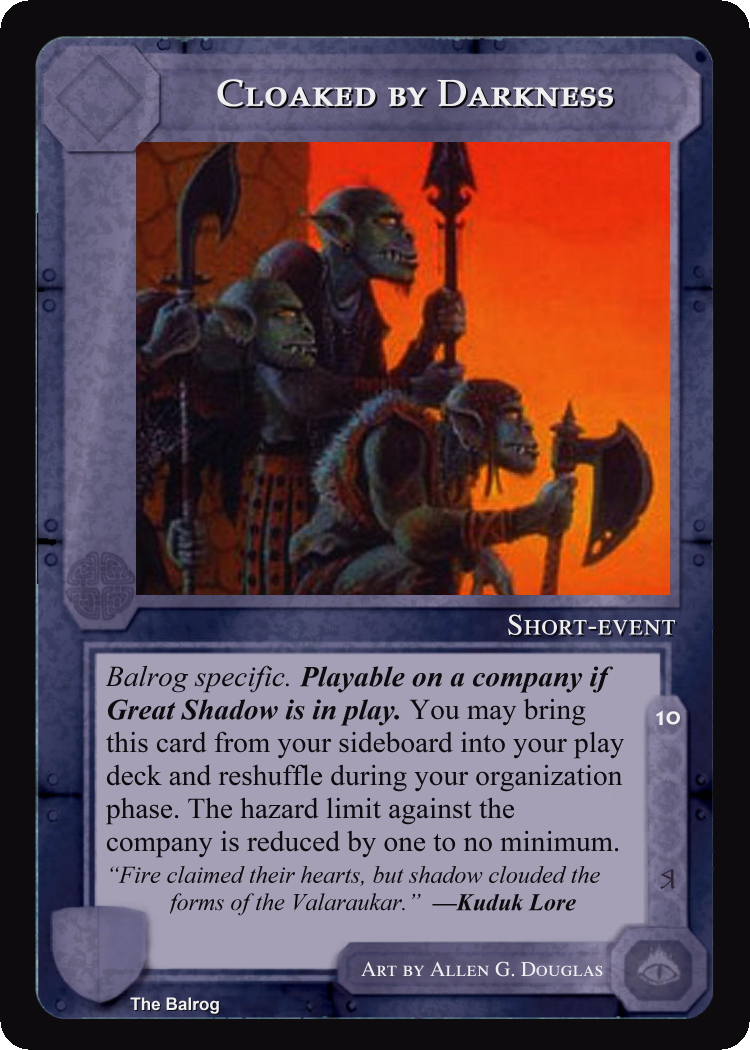 Cloaked by Darkness
Short-event
Balrog specific. Playable on a company if
Great Shadow is in play. You may bring
this card from your sideboard into your play
deck and reshuffle during your organization
phase. The hazard limit against the
company is reduced by one to no minimum.
“Fire claimed their hearts, but shadow clouded the
forms of the Valaraukar.” —Kuduk Lore
10
Art by Allen G. Douglas
The Balrog